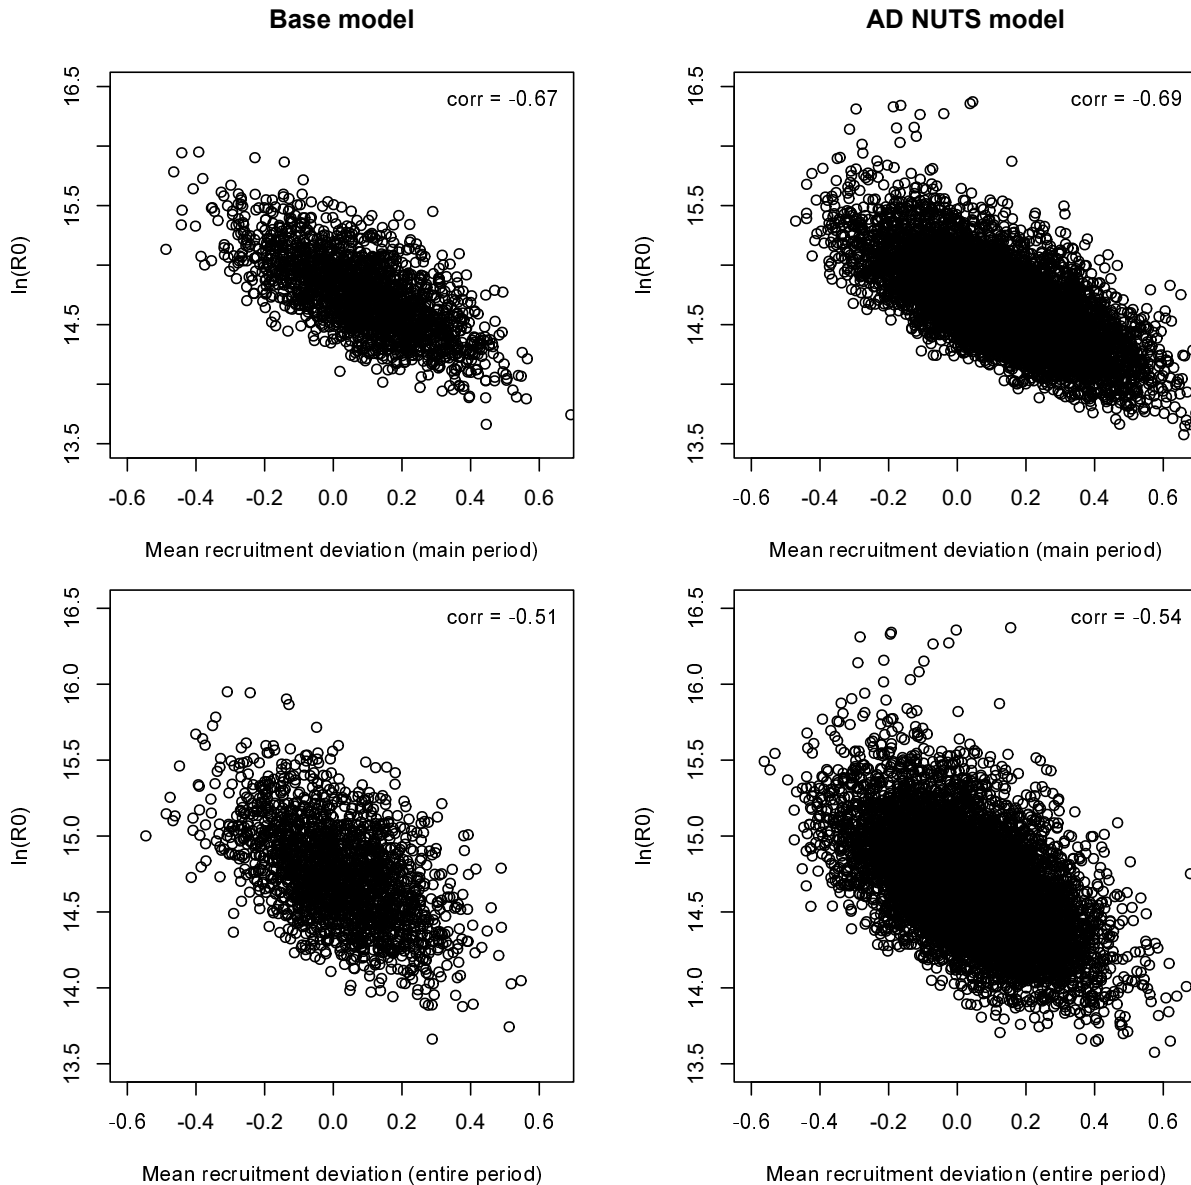 Base model
AD NUTS model
corr = -0.67
16.5
15.5
14.5
13.5
ln(R0)
-0.6 -0.4 -0.2 0.0 0.2 0.4 0.6
Mean recruitment deviation (main period)
corr = -0.69
16.5
15.5
14.5
13.5
ln(R0)
-0.6 -0.4 -0.2 0.0 0.2 0.4 0.6
Mean recruitment deviation (main period)
corr = -0.51
16.5
16.0
15.5
15.0
14.5
14.0
13.5
ln(R0)
-0.6 -0.4 -0.2 0.0 0.2 0.4 0.6
Mean recruitment deviation (entire period)
corr = -0.54
16.5
16.0
15.5
15.0
14.5
14.0
13.5
ln(R0)
-0.6 -0.4 -0.2 0.0 0.2 0.4 0.6
Mean recruitment deviation (entire period)